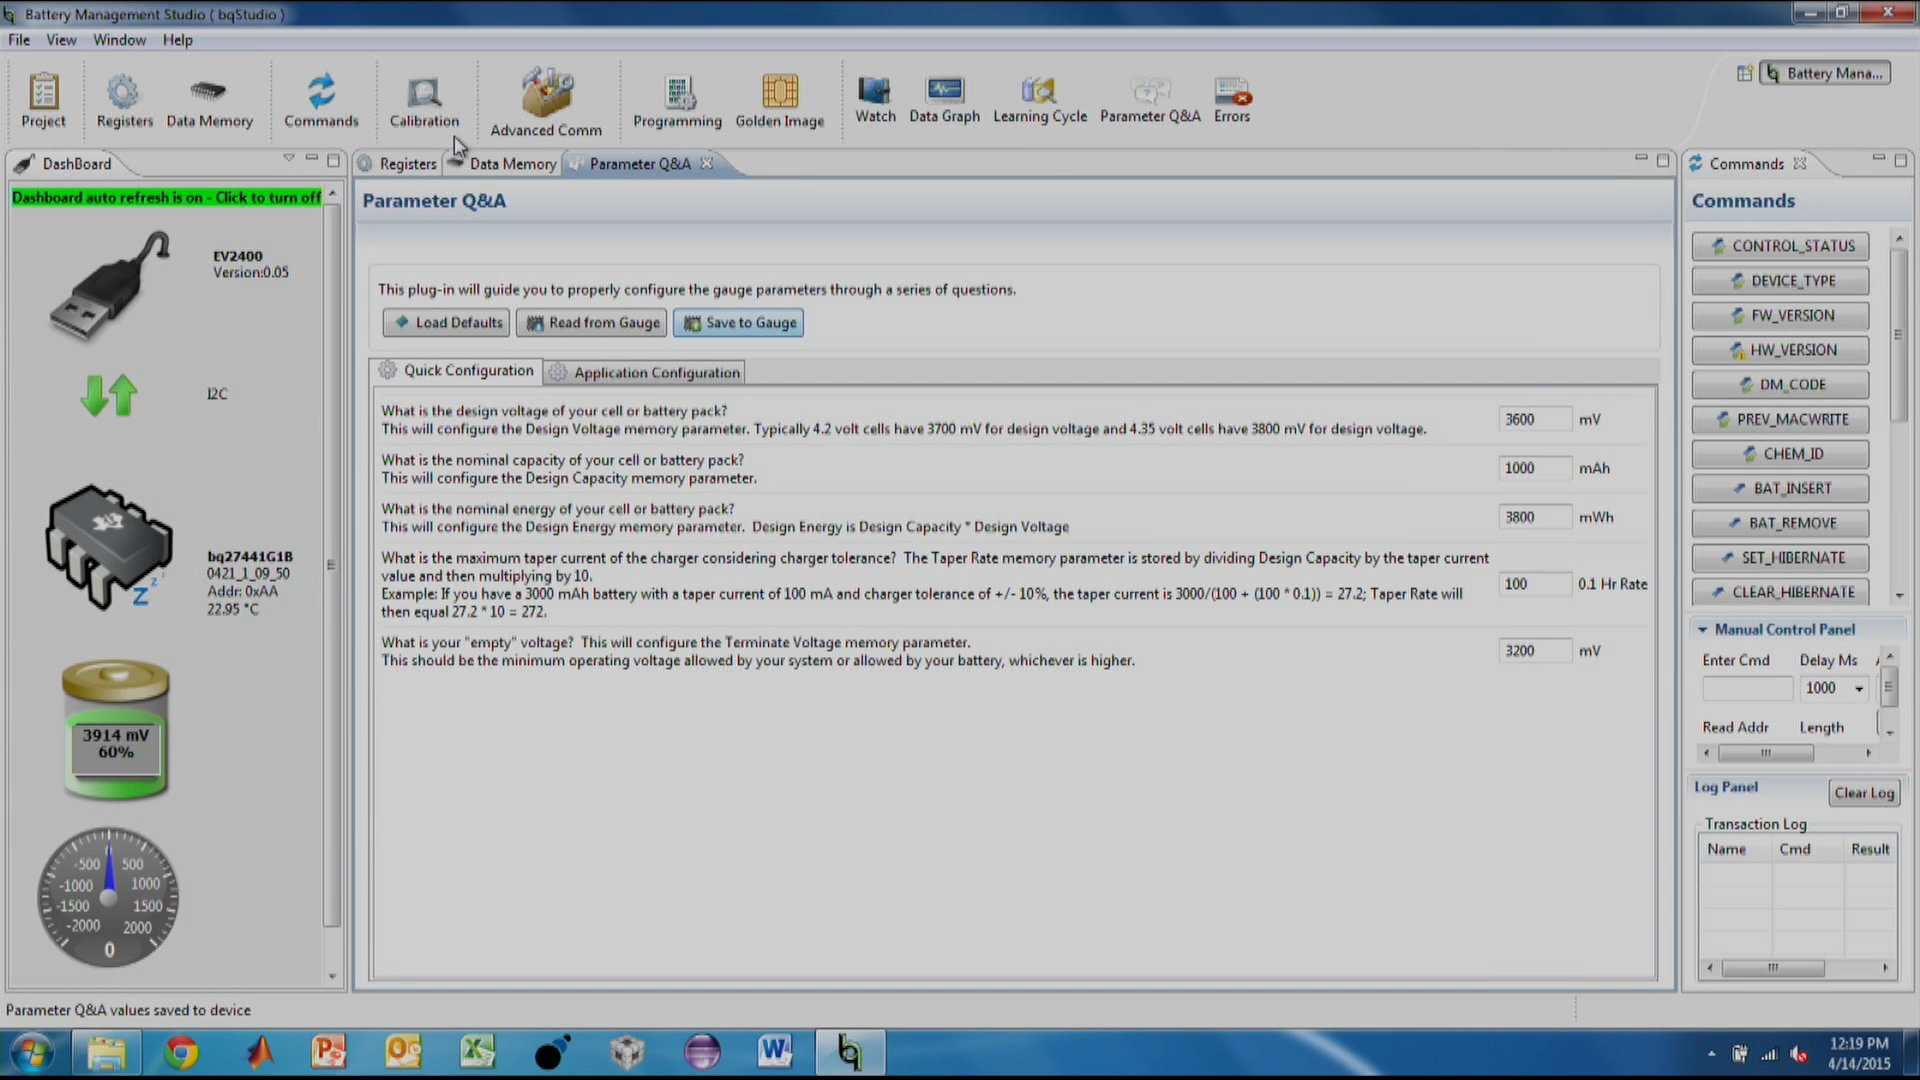 Battery Management Studio ( bqStudio )
File View Window Help
Project Registers Data Memory Commands Calibration Advanced Comm Programming Golden Image Watch Data Graph Learning Cycle Parameter Q&A Errors
Battery Mana...
DashBoard
Registers Data Memory Parameter Q&A
Commands
Dashboard auto refresh is on - Click to turn off
EV2400
Version:0.05
I2C
bq27441G1B
0421_1_09_50
Addr: 0xAA
22.95 °C
Z
z
3914 mV
60%
-500 0 500
-1000 1000
-1500 1500
-2000 2000
0
Parameter Q&A
This plug-in will guide you to properly configure the gauge parameters through a series of questions.
Load Defaults Read from Gauge Save to Gauge
Quick Configuration Application Configuration
What is the design voltage of your cell or battery pack?
This will configure the Design Voltage memory parameter. Typically 4.2 volt cells have 3700 mV for design voltage and 4.35 volt cells have 3800 mV for design voltage.
3600 mV
What is the nominal capacity of your cell or battery pack?
This will configure the Design Capacity memory parameter.
1000 mAh
What is the nominal energy of your cell or battery pack?
This will configure the Design Energy memory parameter. Design Energy is Design Capacity * Design Voltage
3800 mWh
What is the maximum taper current of the charger considering charger tolerance? The Taper Rate memory parameter is stored by dividing Design Capacity by the taper current
value and then multiplying by 10.
Example: If you have a 3000 mAh battery with a taper current of 100 mA and charger tolerance of +/- 10%, the taper current is 3000/(100 + (100 * 0.1)) = 27.2; Taper Rate will
then equal 27.2 * 10 = 272.
100 0.1 Hr Rate
What is your "empty" voltage? This will configure the Terminate Voltage memory parameter.
This should be the minimum operating voltage allowed by your system or allowed by your battery, whichever is higher.
3200 mV
Commands
CONTROL_STATUS
DEVICE_TYPE
FW_VERSION
HW_VERSION
DM_CODE
PREV_MACWRITE
CHEM_ID
BAT_INSERT
BAT_REMOVE
SET_HIBERNATE
CLEAR_HIBERNATE
Manual Control Panel
Enter Cmd Delay Ms
1000
Read Addr Length
Log Panel Clear Log
Transaction Log
Name Cmd Result
Parameter Q&A values saved to device
12:19 PM
4/14/2015